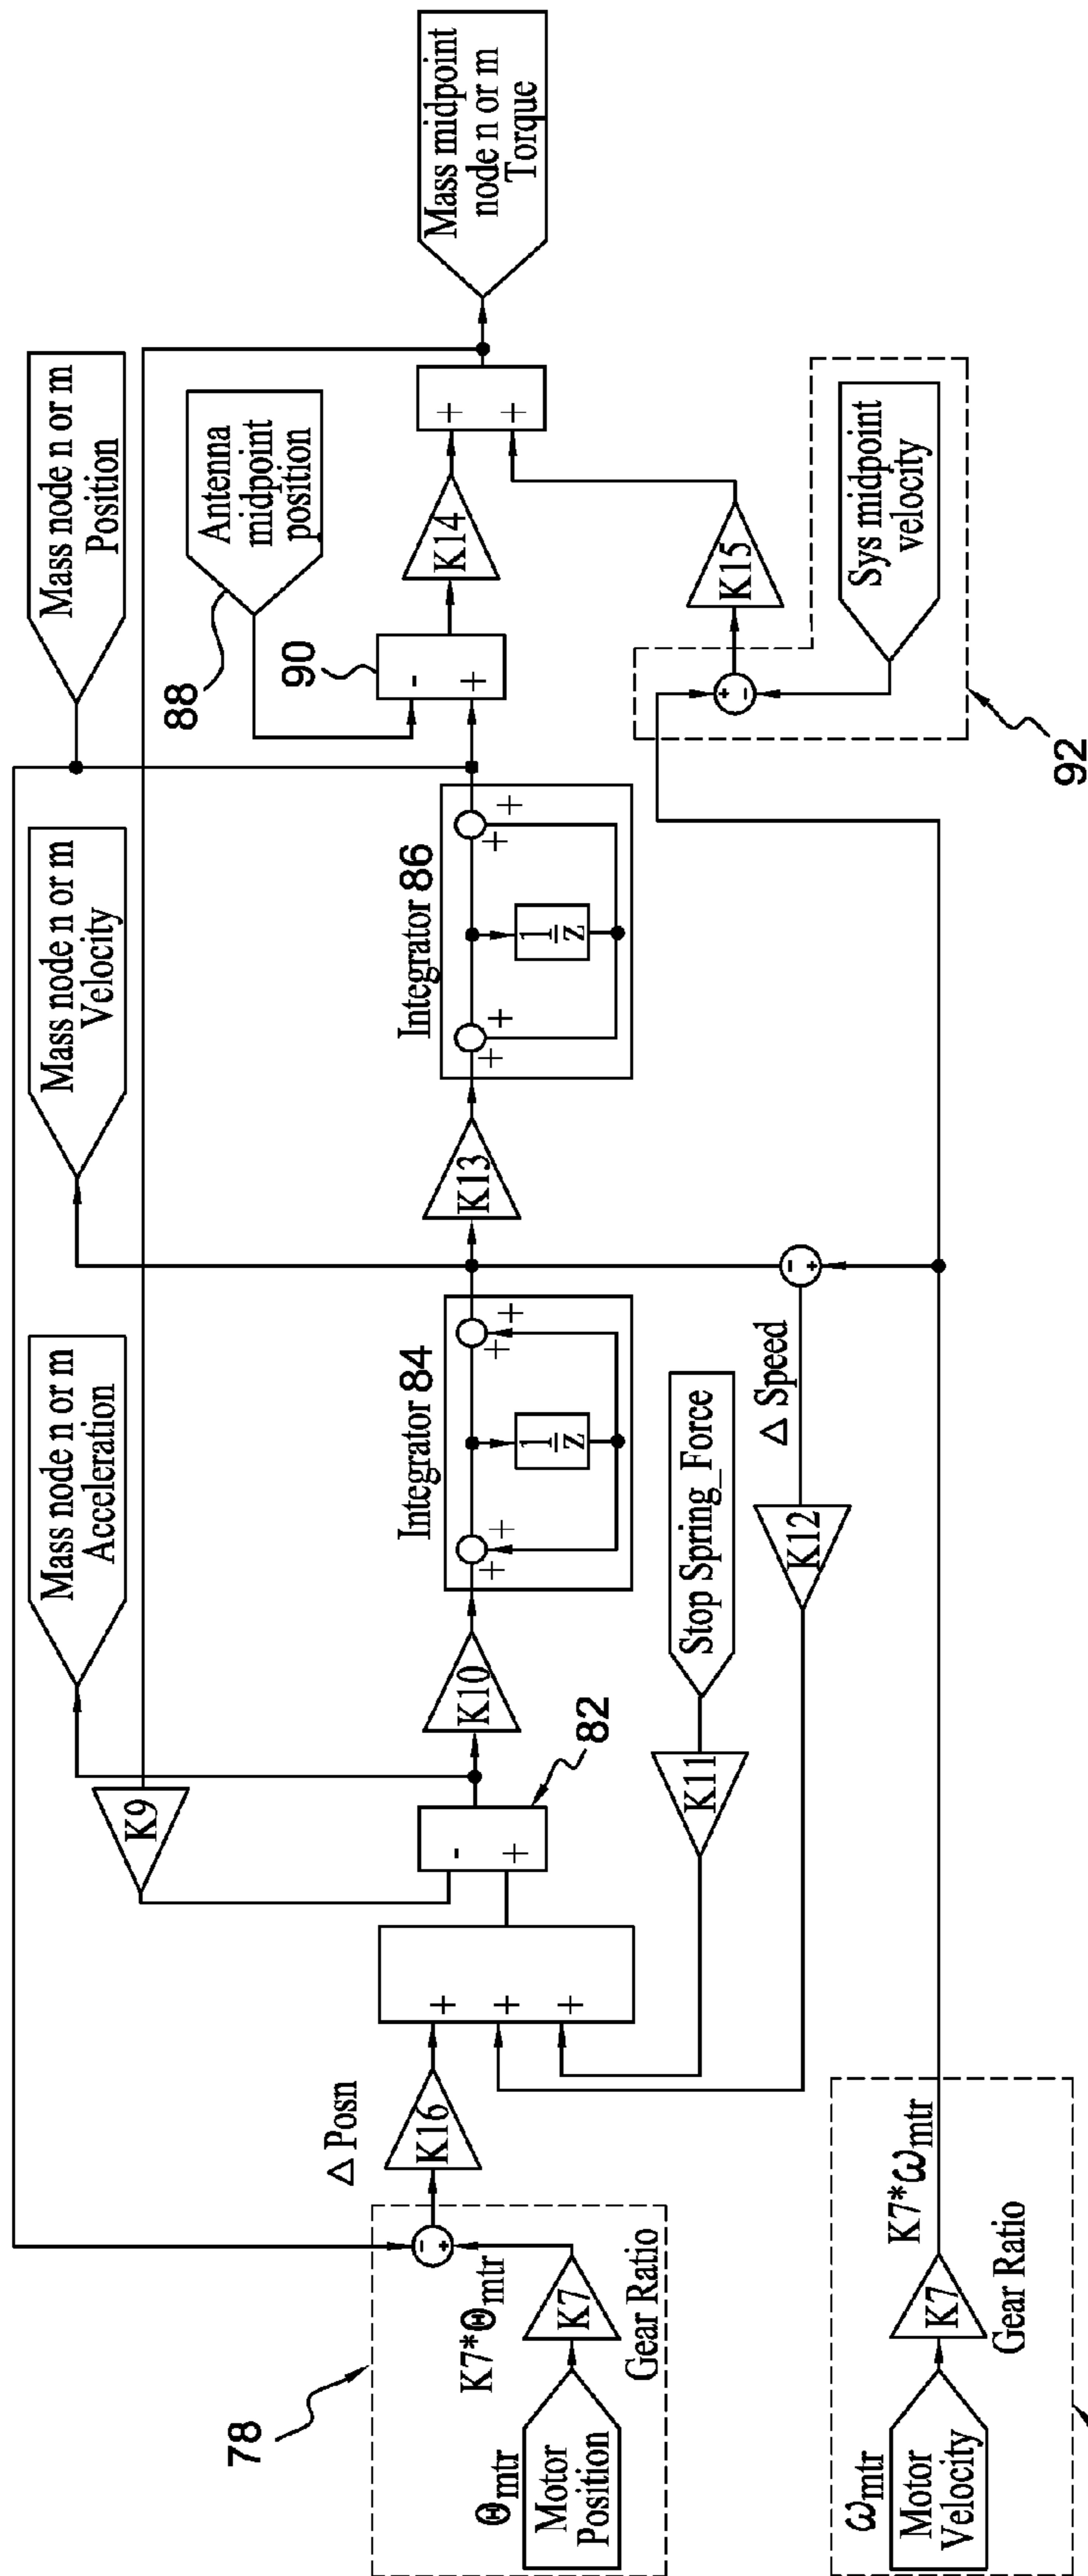 Mass node n or m
Acceleration
Mass node n or m
Velocity
Mass node n or m
Position
K9
Antenna
midpoint
position
88
Mass midpoint
node n or m
Torque
78
Δ Posn
K16
+
+
+
-
+
82
K10
Integrator 84
+
+
1/z
+
+
K13
Integrator 86
+
+
1/z
+
+
90
-
+
K14
+
+
-
+
K7*Θmtr
Θmtr
Motor
Position
K7
Gear Ratio
K11
Stop Spring_Force
K12
Δ Speed
-
+
K15
+
-
Sys midpoint
velocity
92
ωmtr
Motor
Velocity
K7
K7*ωmtr
Gear Ratio